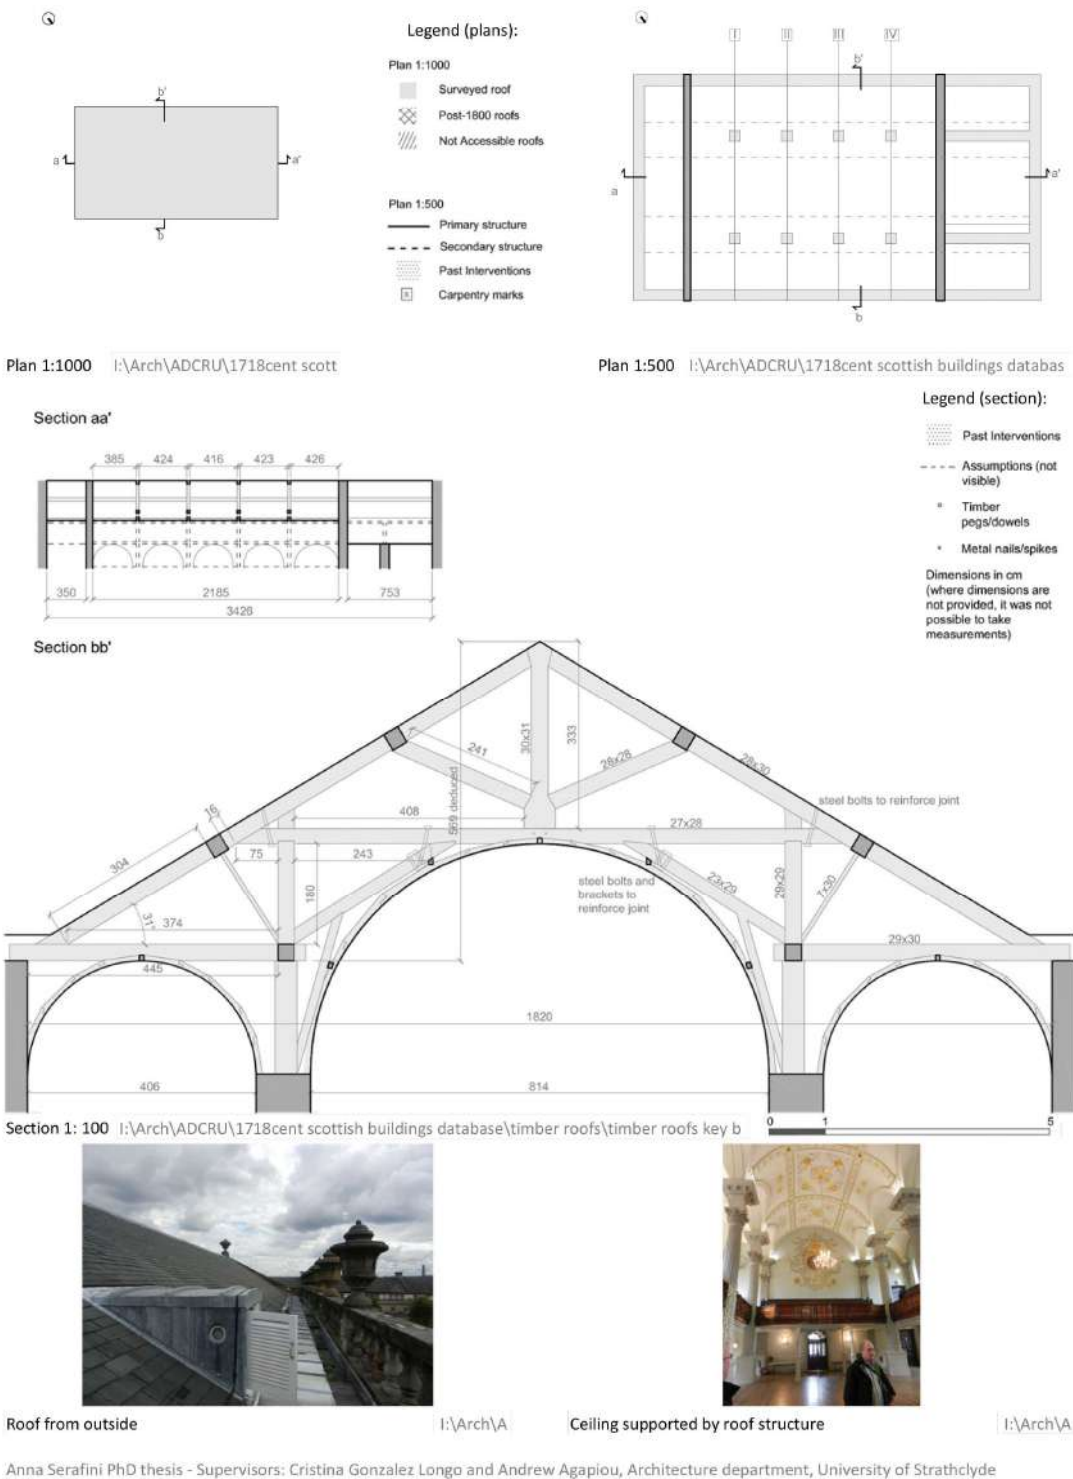 Legend (plans):
Plan 1:1000
Surveyed roof
Post-1800 roofs
Not Accessible roofs
Plan 1:500
Primary structure
Secondary structure
Past Interventions
Carpentry marks
b'
a
a'
b
I
II
III
IV
b'
a
a'
b
Plan 1:1000 I:\Arch\ADCRU\1718cent scott
Plan 1:500 I:\Arch\ADCRU\1718cent scottish buildings databas
Section aa'
385 424 416 423 426
350 2185 753
3426
Legend (section):
Past Interventions
Assumptions (not
visible)
Timber
pegs/dowels
Metal nails/spikes
Dimensions in cm
(where dimensions are
not provided, it was not
possible to take
measurements)
Section bb'
241
30x31
333
28x28
28x30
569 deduced
steel bolts to reinforce joint
16
408
27x28
304
75
243
180
steel bolts and
brackets to
reinforce joint
23x29
29x29
7x30
31°
374
29x30
445
1820
406
814
Section 1: 100 I:\Arch\ADCRU\1718cent scottish buildings database\timber roofs\timber roofs key b
0 1 5
Roof from outside I:\Arch\A
Ceiling supported by roof structure I:\Arch\A
Anna Serafini PhD thesis - Supervisors: Cristina Gonzalez Longo and Andrew Agapiou, Architecture department, University of Strathclyde